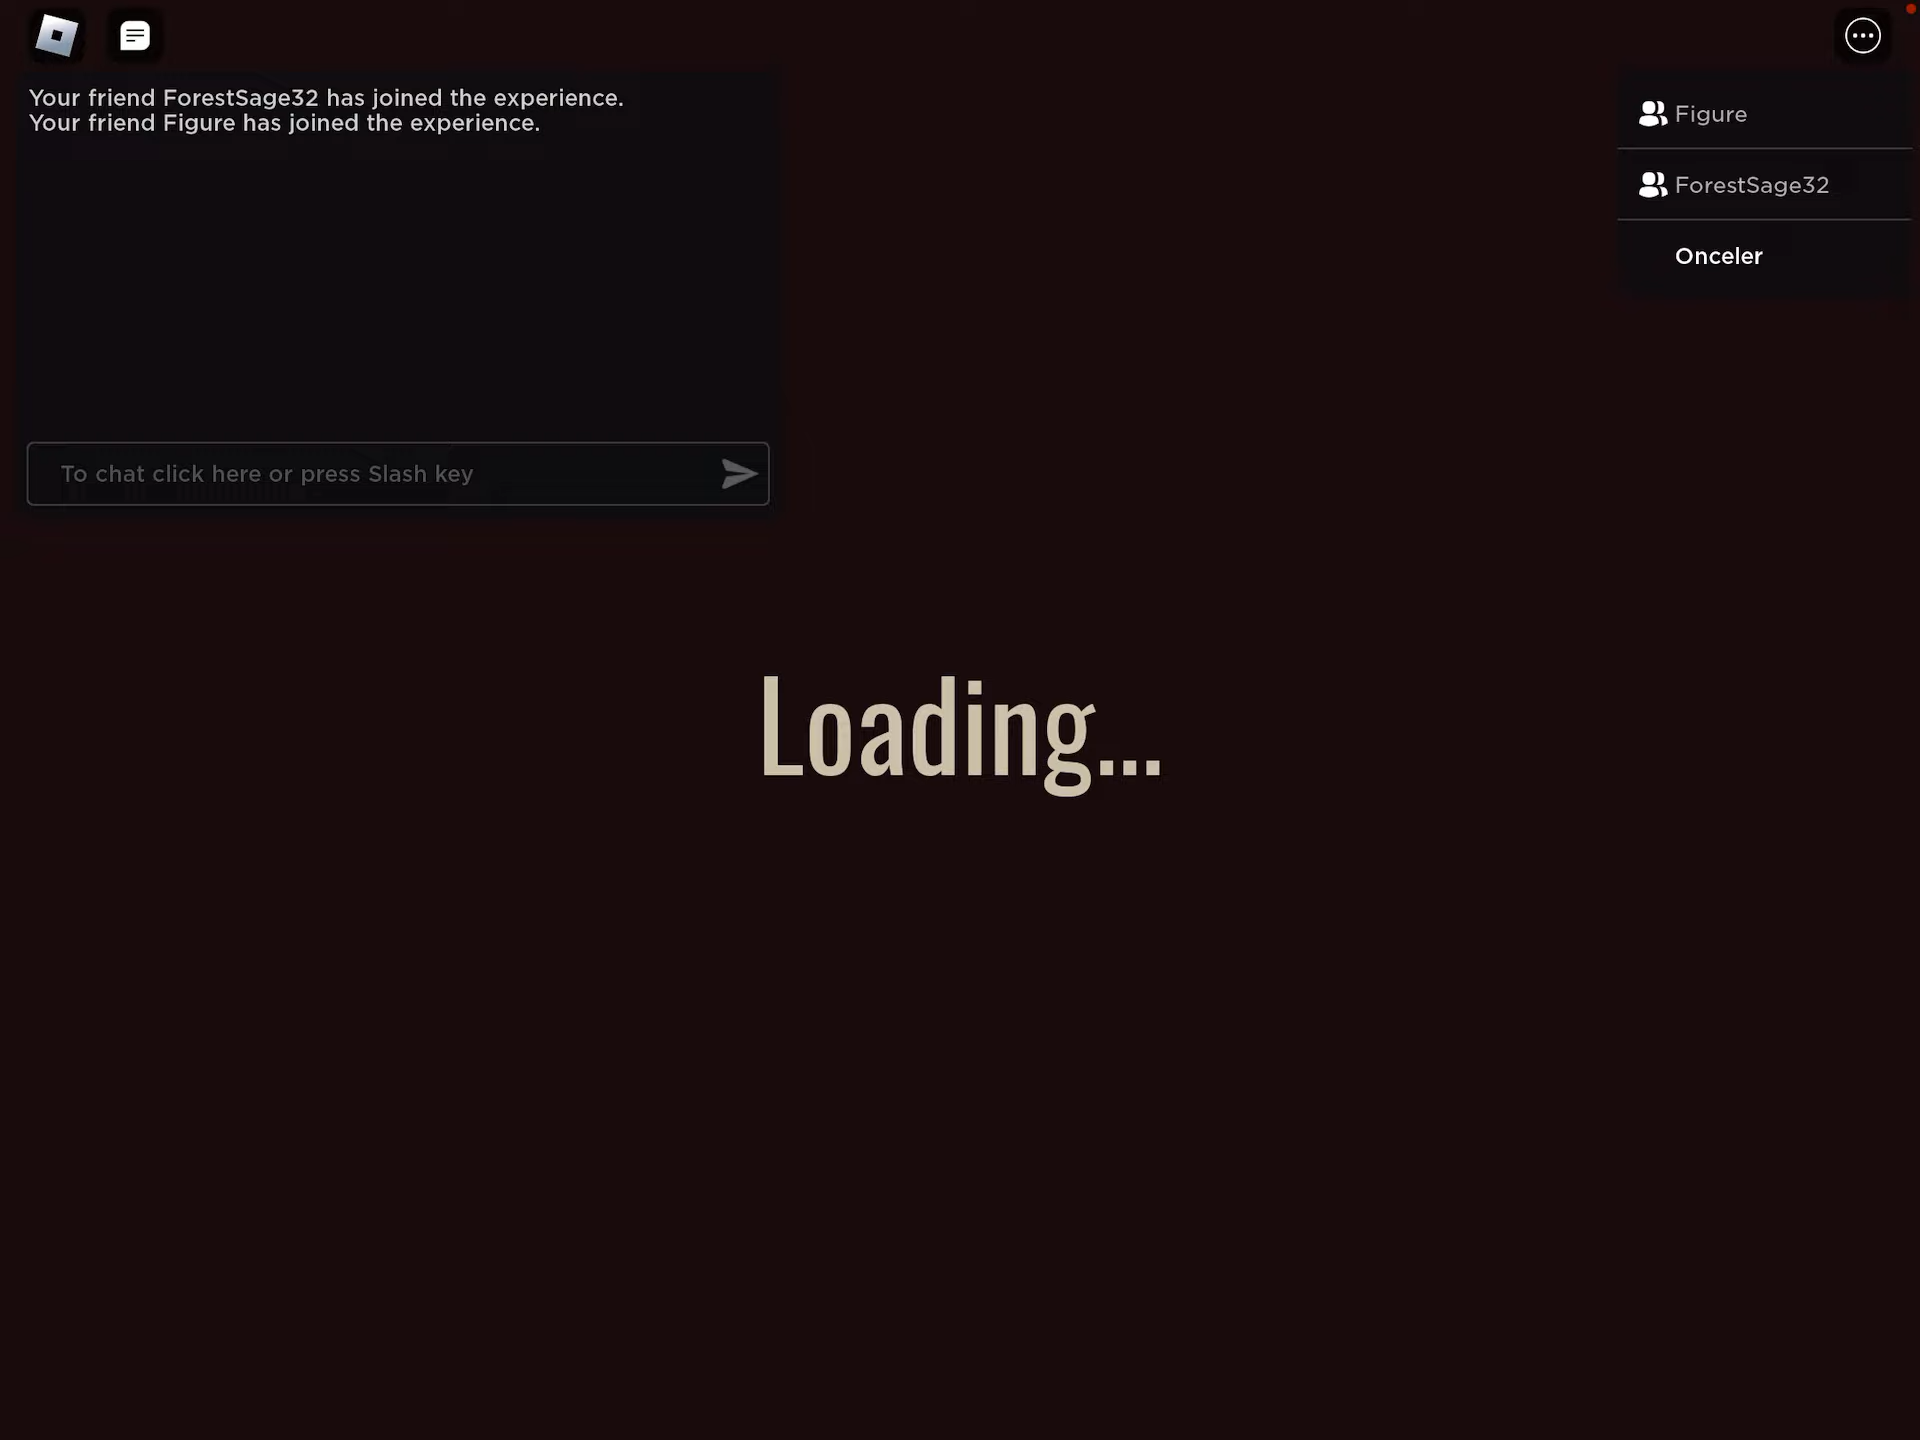 Your friend ForestSage32 has joined the experience.
Your friend Figure has joined the experience.
To chat click here or press Slash key
Figure
ForestSage32
Onceler
Loading...